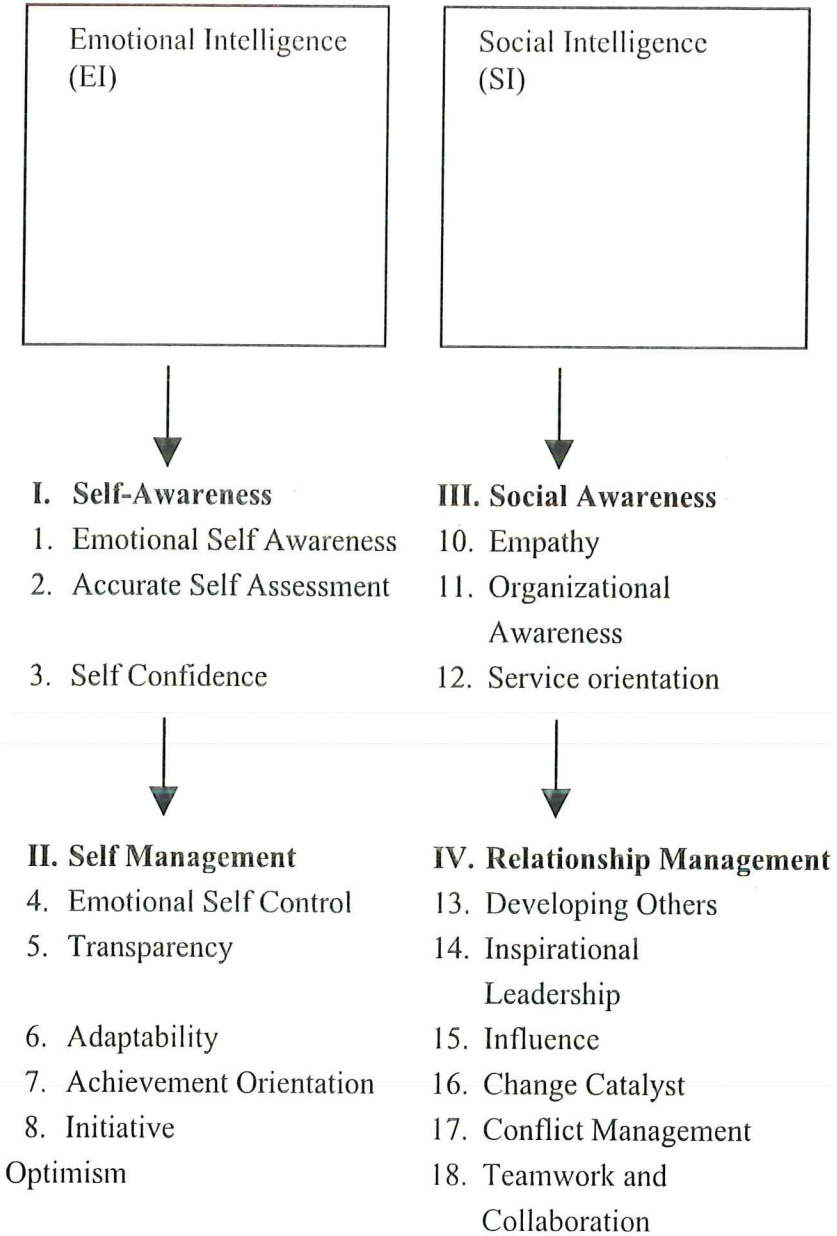 Emotional Intelligence
(EI)
Social Intelligence
(SI)
I. Self-Awareness
1. Emotional Self Awareness
2. Accurate Self Assessment
3. Self Confidence
III. Social Awareness
10. Empathy
11. Organizational
Awareness
12. Service orientation
II. Self Management
4. Emotional Self Control
5. Transparency
6. Adaptability
7. Achievement Orientation
8. Initiative
Optimism
IV. Relationship Management
13. Developing Others
14. Inspirational
Leadership
15. Influence
16. Change Catalyst
17. Conflict Management
18. Teamwork and
Collaboration